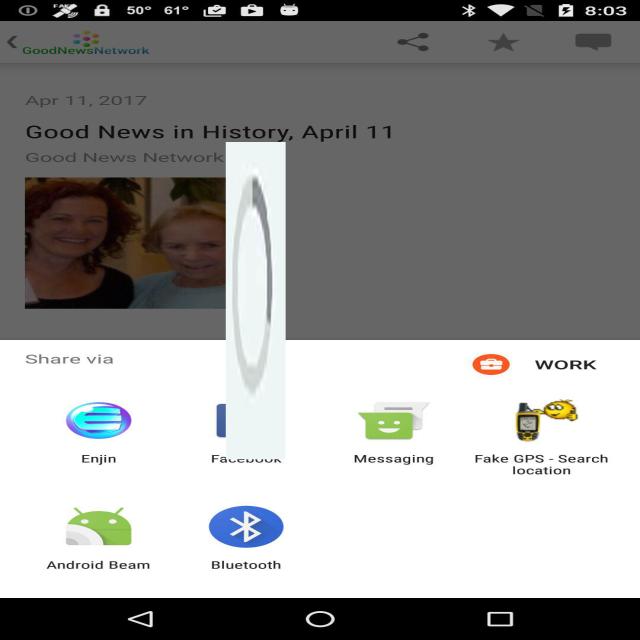 50° 61° 8:03
GoodNewsNetwork
Apr 11, 2017
Good News in History, April 11
Good News Network
Share via
WORK
Enjin
Facebook
Messaging
Fake GPS - Search
location
Android Beam
Bluetooth